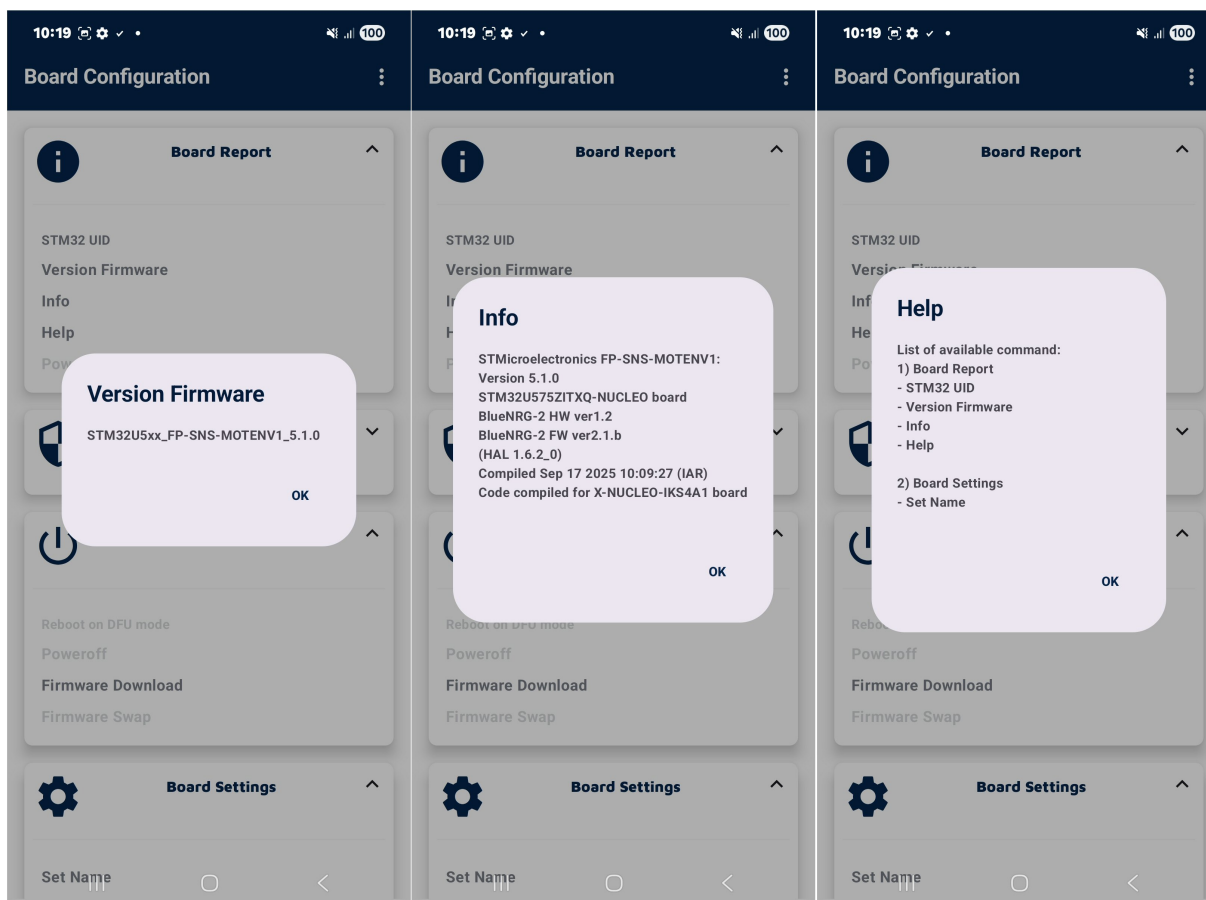 10:19
100
Board Configuration
Board Report
STM32 UID
Version Firmware
Info
Help
Version Firmware
STM32U5xx_FP-SNS-MOTENV1_5.1.0
OK
Reboot on DFU mode
Poweroff
Firmware Download
Firmware Swap
Board Settings
Set Name
10:19
100
Board Configuration
Board Report
STM32 UID
Version Firmware
Info
STMicroelectronics FP-SNS-MOTENV1:
Version 5.1.0
STM32U575ZITXQ-NUCLEO board
BlueNRG-2 HW ver1.2
BlueNRG-2 FW ver2.1.b
(HAL 1.6.2_0)
Compiled Sep 17 2025 10:09:27 (IAR)
Code compiled for X-NUCLEO-IKS4A1 board
OK
Reboot on DFU mode
Poweroff
Firmware Download
Firmware Swap
Board Settings
Set Name
10:19
100
Board Configuration
Board Report
STM32 UID
Help
List of available command:
1) Board Report
- STM32 UID
- Version Firmware
- Info
- Help
2) Board Settings
- Set Name
OK
Poweroff
Firmware Download
Firmware Swap
Board Settings
Set Name